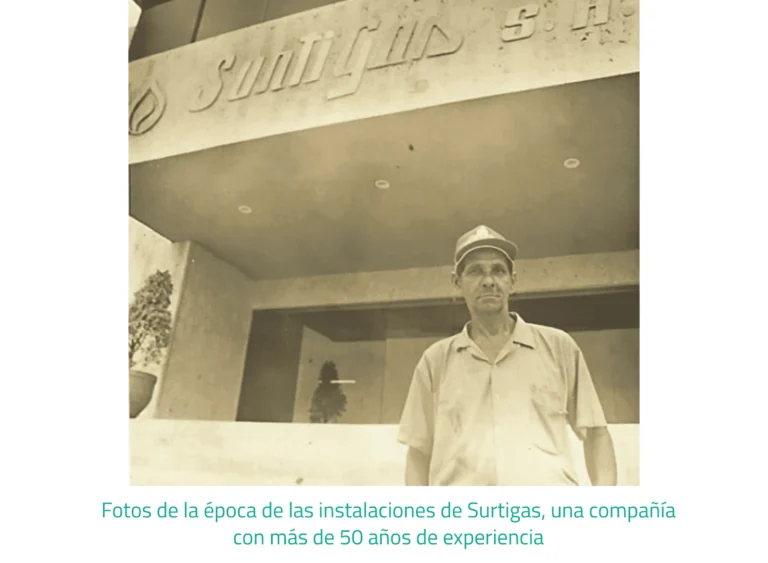 Surtigas S.A.
Fotos de la época de las instalaciones de Surtigas, una compañía
con más de 50 años de experiencia